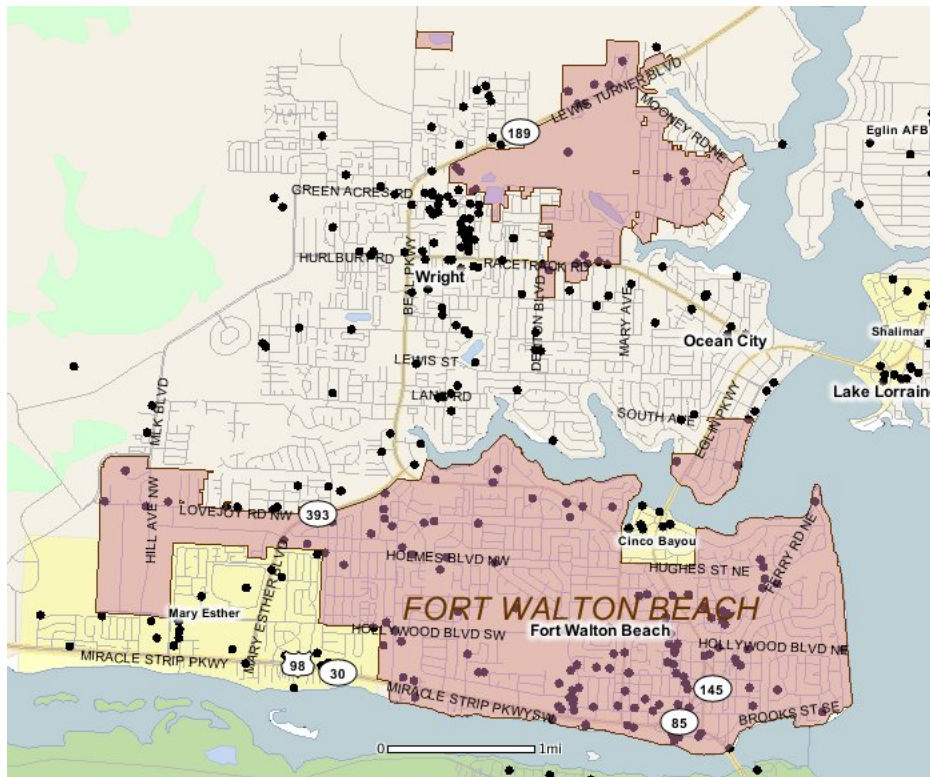 LEWIS TURNER BLVD
MOONEY RD NE
189
Eglin AFB
GREEN ACRES RD
BEAL PKWY
HURLBURT RD
Wright
RACETRACK RD
DENTON BLVD
MARY AVE
Ocean City
Shalimar
LEWIS ST
Lake Lorraine
LANG RD
MLK BLVD
SOUTH AVE
EGLIN PKWY
HILL AVE NW
LOVEJOT RD NW
393
Cinco Bayou
HOLMES BLVD NW
HUGHES ST NE
FERRY RD NE
Mary Esther
MARY ESTHER BLVD
FORT WALTON BEACH
HOLLYWOOD BLVD SW
Fort Walton Beach
HOLLYWOOD BLVD NE
MIRACLE STRIP PKWY
98
30
MIRACLE STRIP PKWYSW
145
85
BROOKS ST SE
0 1mi